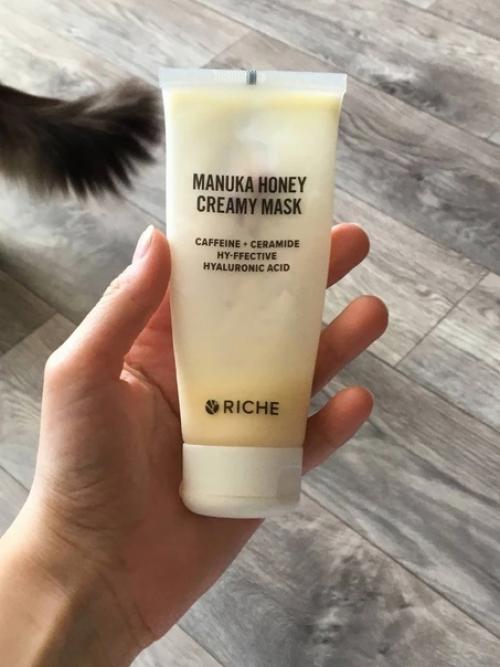 MANUKA HONEY
CREAMY MASK
CAFFEINE + CERAMIDE
HY-FFECTIVE
HYALURONIC ACID
RICHE